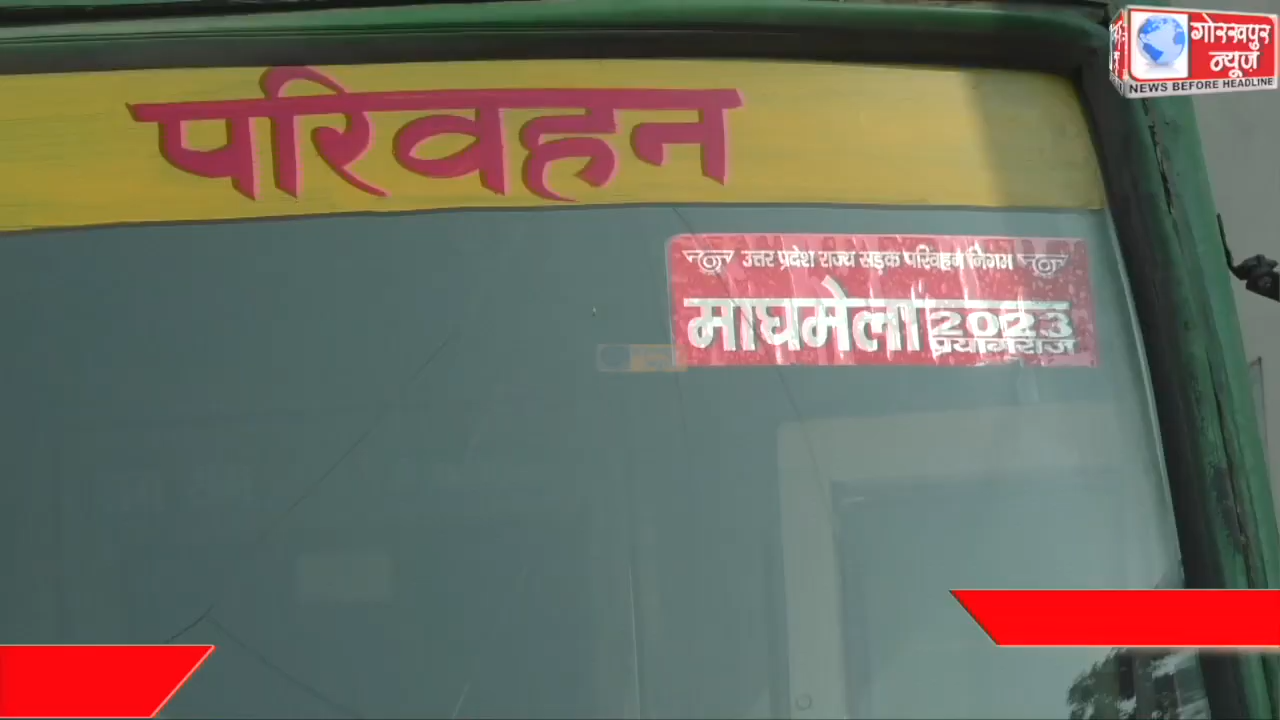 गोरखपुर
न्यूज़
NEWS BEFORE HEADLINE
परिवहन
उत्तर प्रदेश राज्य सड़क परिवहन निगम
माघमेला 2023
प्रयागराज